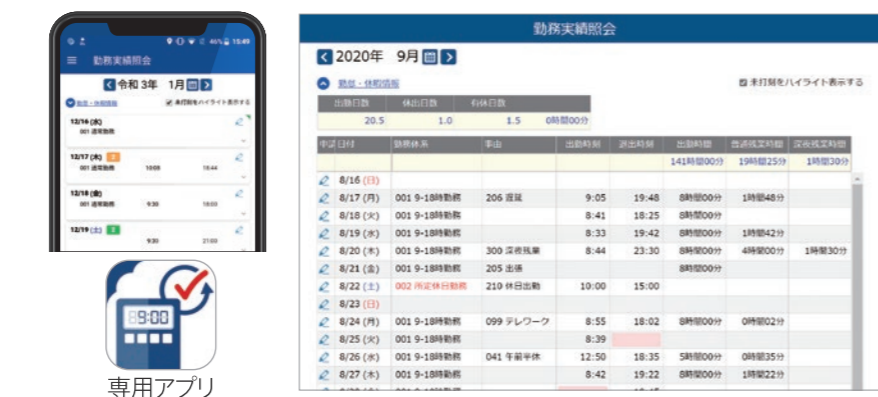 46% 15:49
勤務実績照会
令和 3年 1月
勤怠・休暇情報 未打刻をハイライト表示する
12/16 (水)
001 通常勤務
12/17 (木)
001 通常勤務 10:05 18:44
12/18 (金)
001 通常勤務 9:30 18:00
12/19 (土)
9:30 21:00
9:00
専用アプリ
勤務実績照会
2020年 9月
勤怠・休暇情報 未打刻をハイライト表示する
出勤日数 休出日数 有休日数
20.5 1.0 1.5 0時間00分
申請 日付 勤務体系 事由 出勤時刻 退出時刻 出勤時間 普通残業時間 深夜残業時間
141時間00分 19時間25分 1時間30分
8/16 (日)
8/17 (月) 001 9-18時勤務 206 遅延 9:05 19:48 8時間00分 1時間48分
8/18 (火) 001 9-18時勤務 8:41 18:25 8時間00分
8/19 (水) 001 9-18時勤務 8:33 19:42 8時間00分 1時間42分
8/20 (木) 001 9-18時勤務 300 深夜残業 8:44 23:30 8時間00分 4時間00分 1時間30分
8/21 (金) 001 9-18時勤務 205 出張 8時間00分
8/22 (土) 002 所定休日勤務 210 休日出勤 10:00 15:00
8/23 (日)
8/24 (月) 001 9-18時勤務 099 テレワーク 8:55 18:02 8時間00分 0時間02分
8/25 (火) 001 9-18時勤務 8:39
8/26 (水) 001 9-18時勤務 041 午前半休 12:50 18:35 5時間00分 0時間35分
8/27 (木) 001 9-18時勤務 8:42 19:22 8時間00分 1時間22分